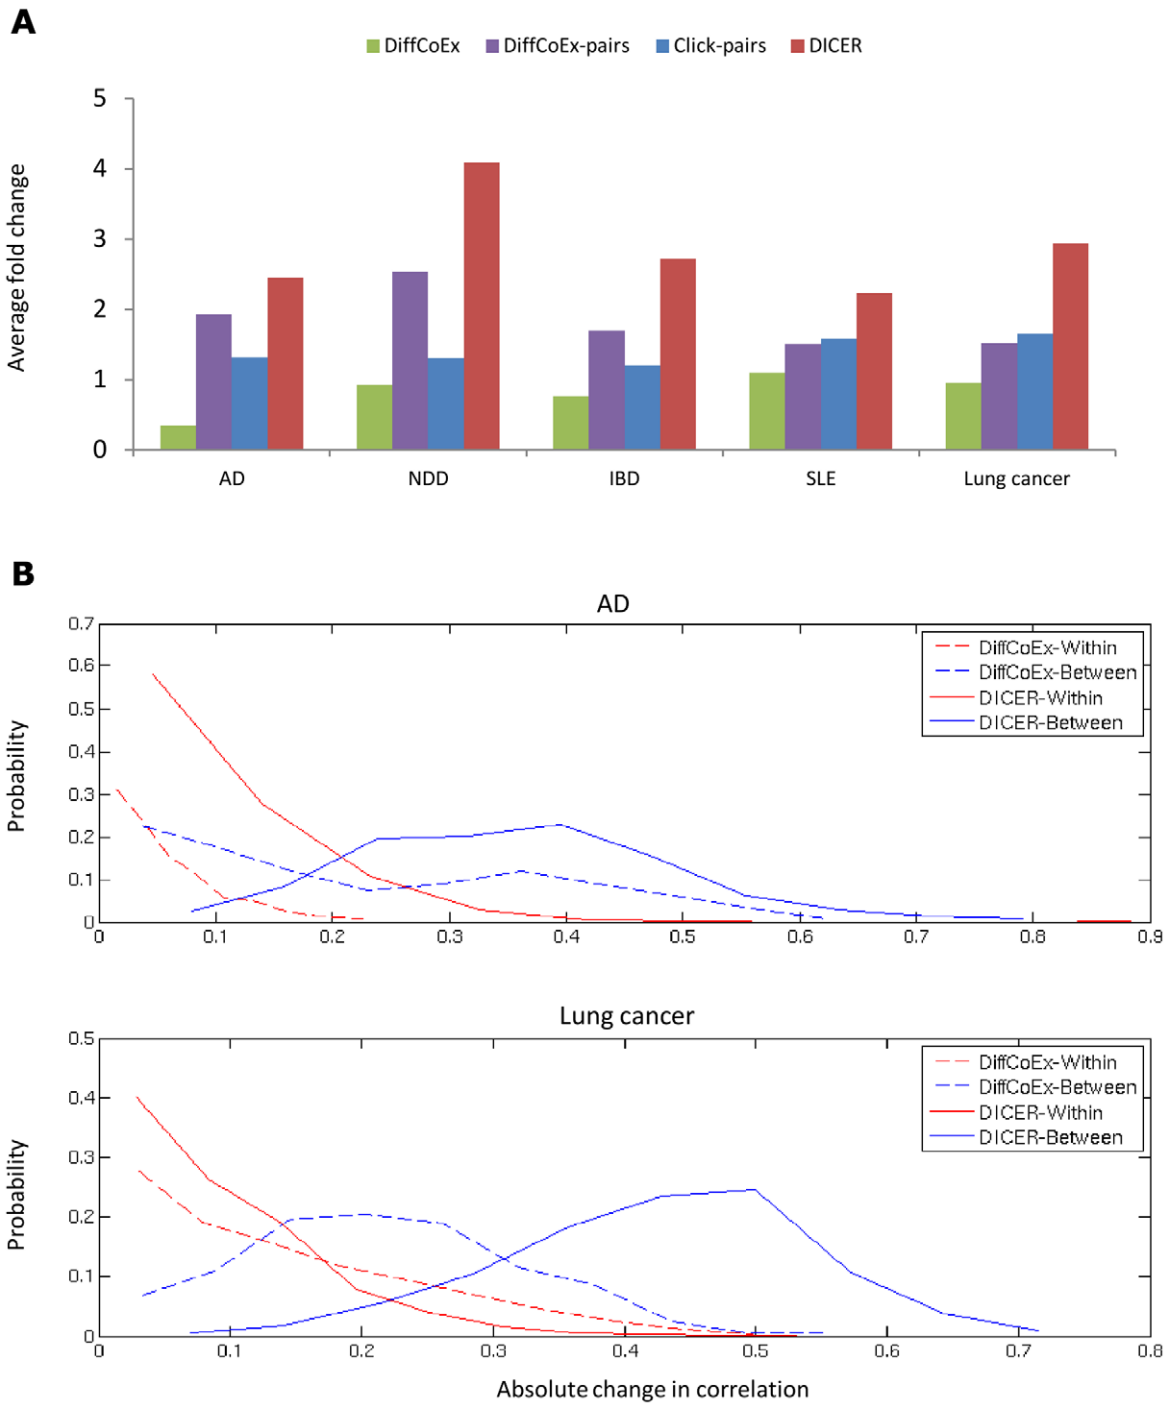 A
DiffCoEx DiffCoEx-pairs Click-pairs DICER
Average fold change
5
4
3
2
1
0
AD NDD IBD SLE Lung cancer
B
AD
Probability
0.7
0.6
0.5
0.4
0.3
0.2
0.1
0
DiffCoEx-Within
DiffCoEx-Between
DICER-Within
DICER-Between
0 0.1 0.2 0.3 0.4 0.5 0.6 0.7 0.8 0.9
Lung cancer
Probability
0.5
0.4
0.3
0.2
0.1
0
DiffCoEx-Within
DiffCoEx-Between
DICER-Within
DICER-Between
0 0.1 0.2 0.3 0.4 0.5 0.6 0.7 0.8
Absolute change in correlation